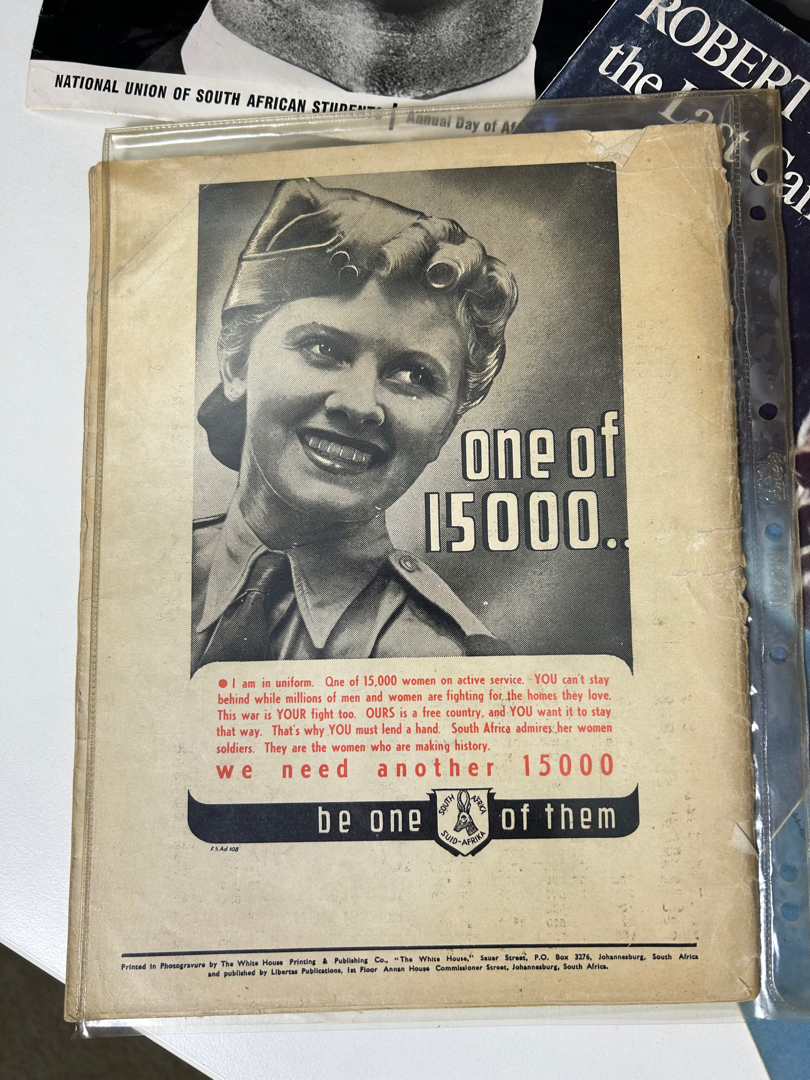 NATIONAL UNION OF SOUTH AFRICAN STUDENTS
Annual Day of Af
ROBERT
the Last
one of
15000..
● I am in uniform. One of 15,000 women on active service. YOU can't stay
behind while millions of men and women are fighting for the homes they love.
This war is YOUR fight too. OURS is a free country, and YOU want it to stay
that way. That's why YOU must lend a hand. South Africa admires her women
soldiers. They are the women who are making history.
we need another 15000
be one of them
SOUTH AFRICA
SUID-AFRIKA
F.S.Ad 108
Printed in Photogravure by The White House Printing & Publishing Co., "The White House," Sauer Street, P.O. Box 3276, Johannesburg, South Africa
and published by Libertas Publications, 1st Floor Annan House Commissioner Street, Johannesburg, South Africa.